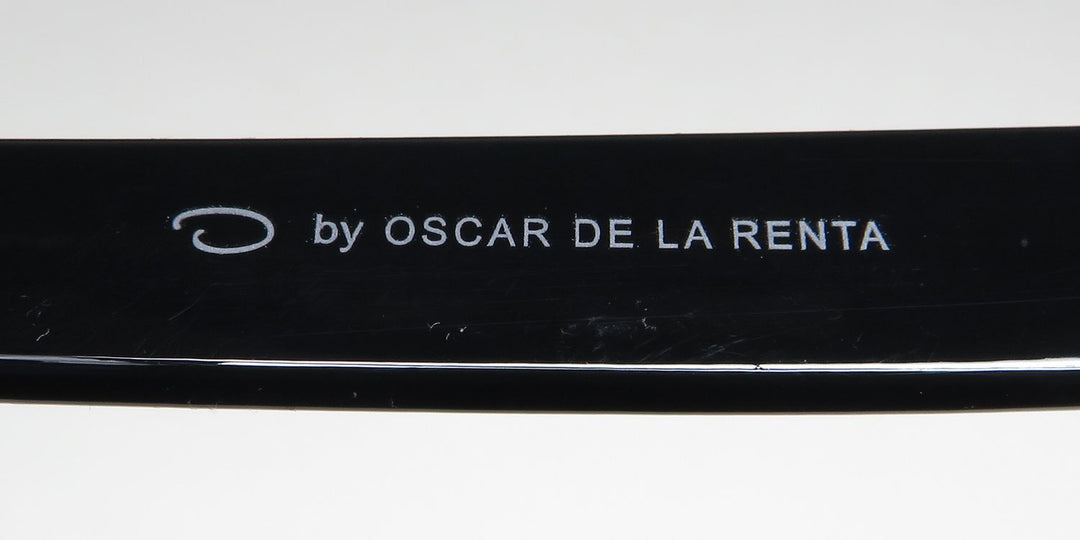 O by OSCAR DE LA RENTA